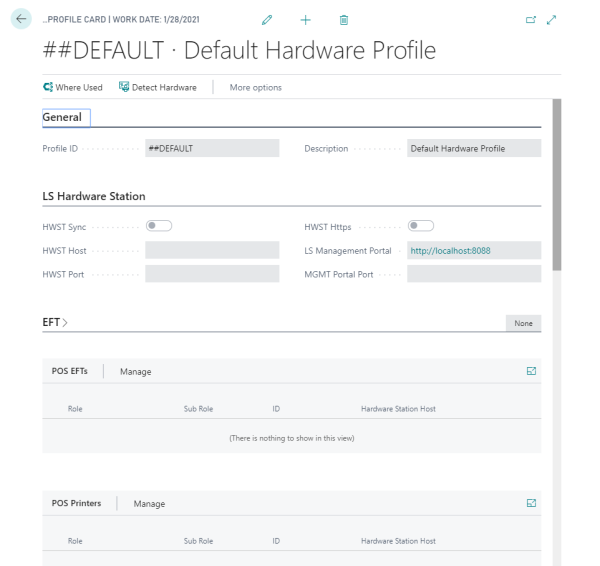 ...PROFILE CARD | WORK DATE: 1/28/2021
##DEFAULT · Default Hardware Profile
Where Used Detect Hardware More options
General
Profile ID ##DEFAULT Description Default Hardware Profile
LS Hardware Station
HWST Sync HWST Https
HWST Host LS Management Portal http://localhost:8088
HWST Port MGMT Portal Port
EFT > None
POS EFTs Manage
Role Sub Role ID Hardware Station Host
(There is nothing to show in this view)
POS Printers Manage
Role Sub Role ID Hardware Station Host